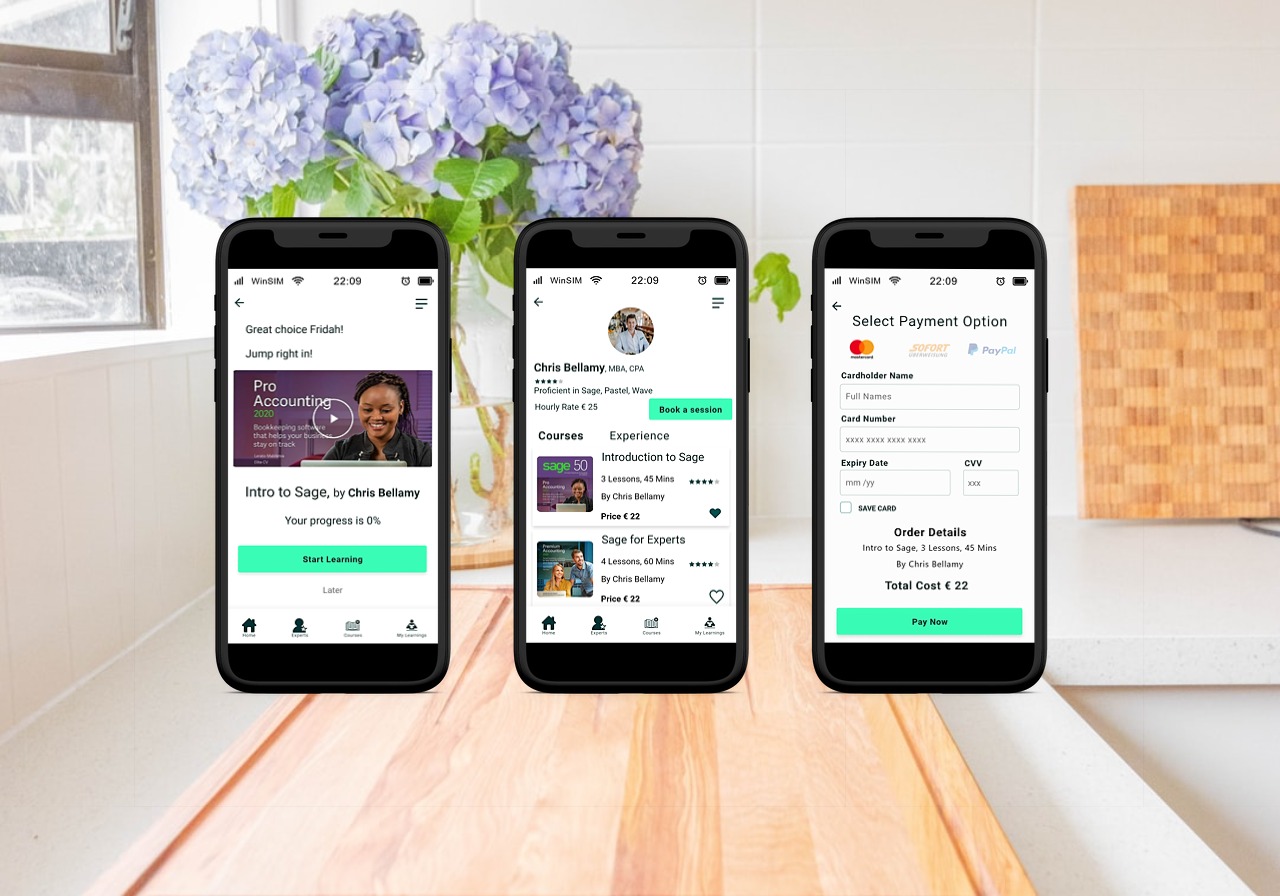 WinSIM 22:09
Great choice Fridah!
Jump right in!
Pro
Accounting
2020
Bookkeeping software
that helps your business
stay on track
Intro to Sage, by Chris Bellamy
Your progress is 0%
Start Learning
Later
Home Experts Courses My Learnings
WinSIM 22:09
Chris Bellamy, MBA, CPA
Proficient in Sage, Pastel, Wave
Hourly Rate € 25
Book a session
Courses Experience
sage 50
Pro
Accounting
Introduction to Sage
3 Lessons, 45 Mins
By Chris Bellamy
Price € 22
Premium
Accounting
Sage for Experts
4 Lessons, 60 Mins
By Chris Bellamy
Price € 22
Home Experts Courses My Learnings
WinSIM 22:09
Select Payment Option
mastercard SOFORT ÜBERWEISUNG PayPal
Cardholder Name
Full Names
Card Number
xxxx xxxx xxxx xxxx
Expiry Date CVV
mm /yy xxx
SAVE CARD
Order Details
Intro to Sage, 3 Lessons, 45 Mins
By Chris Bellamy
Total Cost € 22
Pay Now